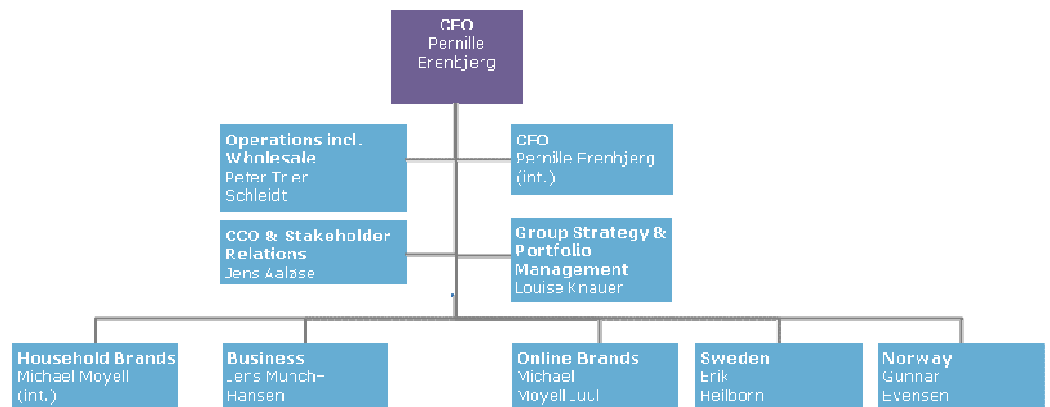 CEO
Pernille
Erenbjerg
Operations incl.
Wholesale
Peter Trier
Schleidt
CFO
Pernille Erenbjerg
(int.)
CCO & Stakeholder
Relations
Jens Aaløse
Group Strategy &
Portfolio
Management
Louise Knauer
Household Brands
Michael Moyell
(int.)
Business
Jens Munch-
Hansen
Online Brands
Michael
Moyell Juul
Sweden
Erik
Heilborn
Norway
Gunnar
Evensen